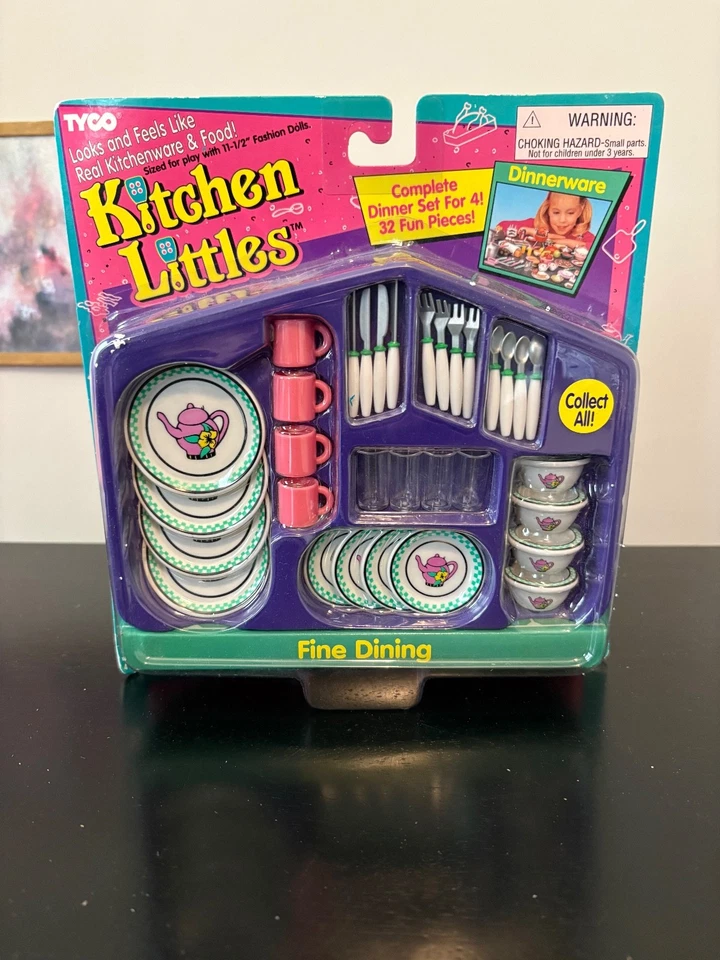 TYCO
Looks and Feels Like
Real Kitchenware & Food!
Sized for play with 11-1/2" Fashion Dolls.
Kitchen
Littles™
Complete
Dinner Set For 4!
32 Fun Pieces!
⚠ WARNING:
CHOKING HAZARD-Small parts.
Not for children under 3 years.
Dinnerware
Collect
All!
Fine Dining